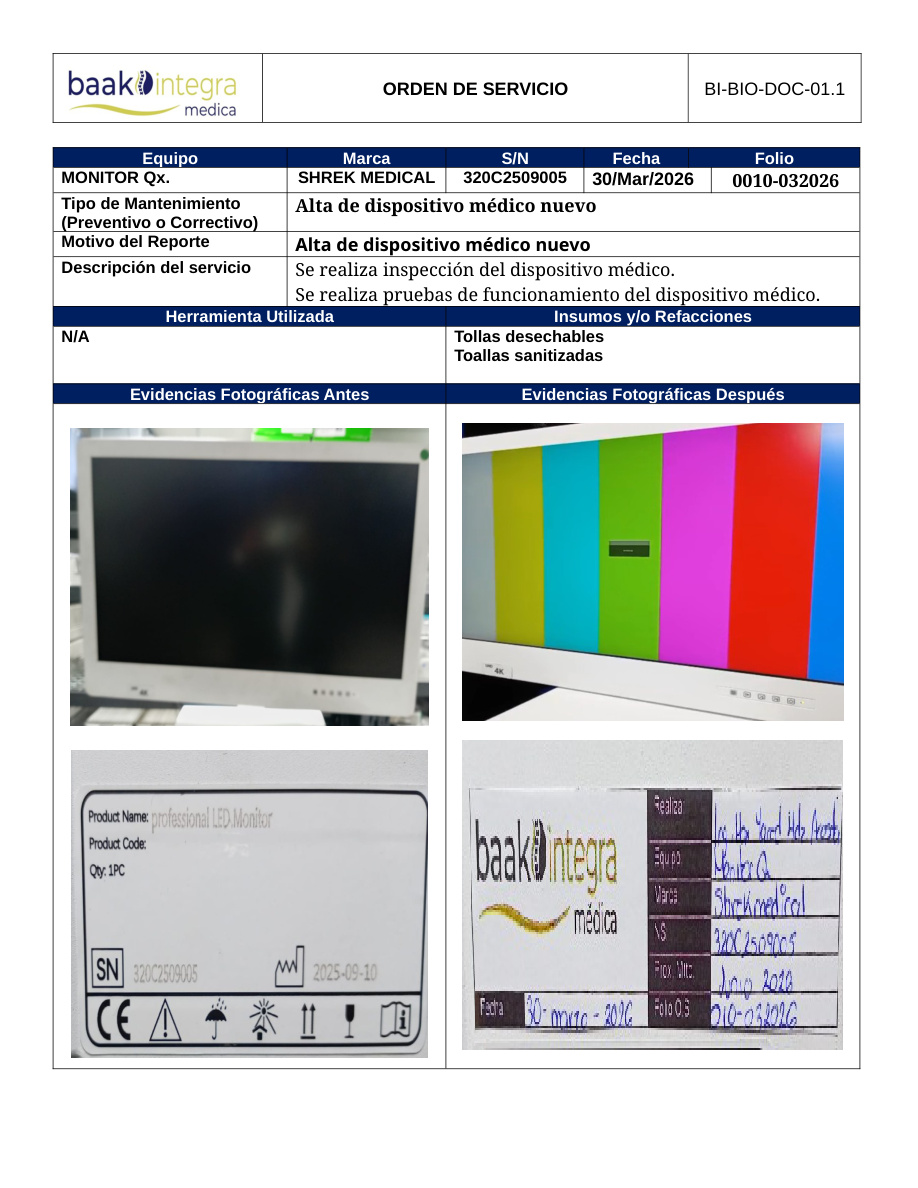 baak integra
medica
ORDEN DE SERVICIO
BI-BIO-DOC-01.1
Equipo Marca S/N Fecha Folio
MONITOR Qx. SHREK MEDICAL 320C2509005 30/Mar/2026 0010-032026
Tipo de Mantenimiento
(Preventivo o Correctivo)
Alta de dispositivo médico nuevo
Motivo del Reporte
Alta de dispositivo médico nuevo
Descripción del servicio
Se realiza inspección del dispositivo médico.
Se realiza pruebas de funcionamiento del dispositivo médico.
Herramienta Utilizada Insumos y/o Refacciones
N/A
Tollas desechables
Toallas sanitizadas
Evidencias Fotográficas Antes Evidencias Fotográficas Después
4K
4K
Product Name: professional LED Monitor
Product Code:
Qty: 1PC
SN 320C2509005 2025-09-10
CE
baak integra
médica
Realiza
Equipo
Marca Shrekmedical
NS 320C2509005
Prox. Mtto. Junio 2026
Fecha 30-marzo-2026
Folio O.S 010-032026